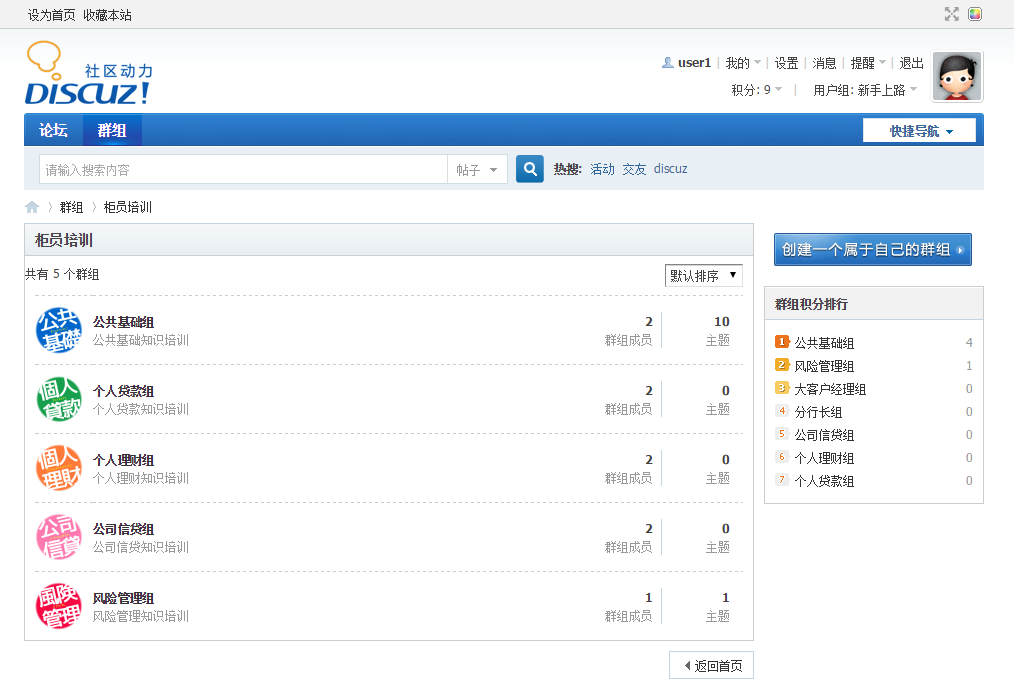 设为首页 收藏本站
社区动力
DISCUZ!
user1 我的 设置 消息 提醒 退出
积分: 9 用户组: 新手上路
论坛 群组 快捷导航
请输入搜索内容 帖子 热搜: 活动 交友 discuz
群组 柜员培训
柜员培训
共有 5 个群组 默认排序
公共基礎
公共基础组 2 10
公共基础知识培训 群组成员 主题
個人貸款
个人贷款组 2 0
个人贷款知识培训 群组成员 主题
個人理財
个人理财组 2 0
个人理财知识培训 群组成员 主题
公司信貸
公司信贷组 2 0
公司信贷知识培训 群组成员 主题
風険管理
风险管理组 1 1
风险管理知识培训 群组成员 主题
返回首页
创建一个属于自己的群组
群组积分排行
1 公共基础组 4
2 风险管理组 1
3 大客户经理组 0
4 分行长组 0
5 公司信贷组 0
6 个人理财组 0
7 个人贷款组 0